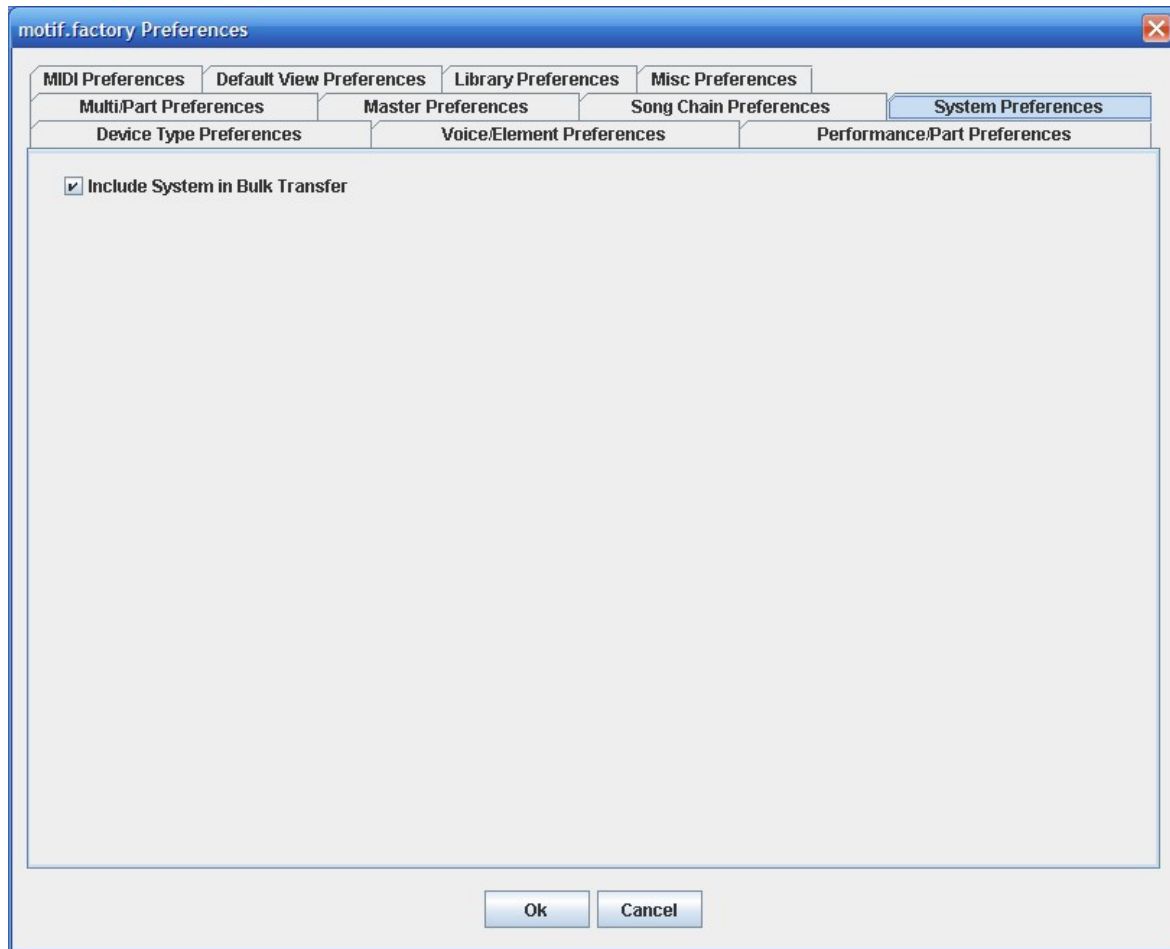 motif.factory Preferences
MIDI Preferences Default View Preferences Library Preferences Misc Preferences
Multi/Part Preferences Master Preferences Song Chain Preferences System Preferences
Device Type Preferences Voice/Element Preferences Performance/Part Preferences
Include System in Bulk Transfer
Ok Cancel